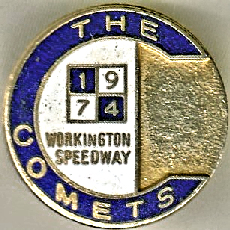 THE
19
74
WORKINGTON
SPEEDWAY
COMETS